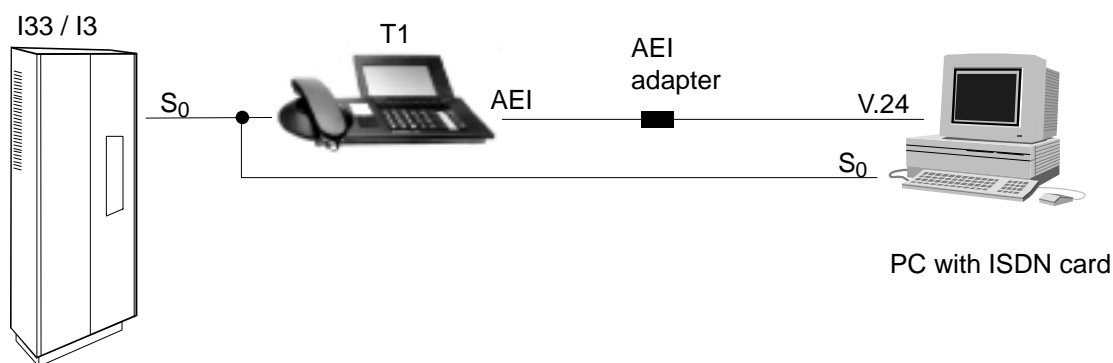 I33 / I3
T1
AEI
adapter
S0
AEI
V.24
S0
PC with ISDN card